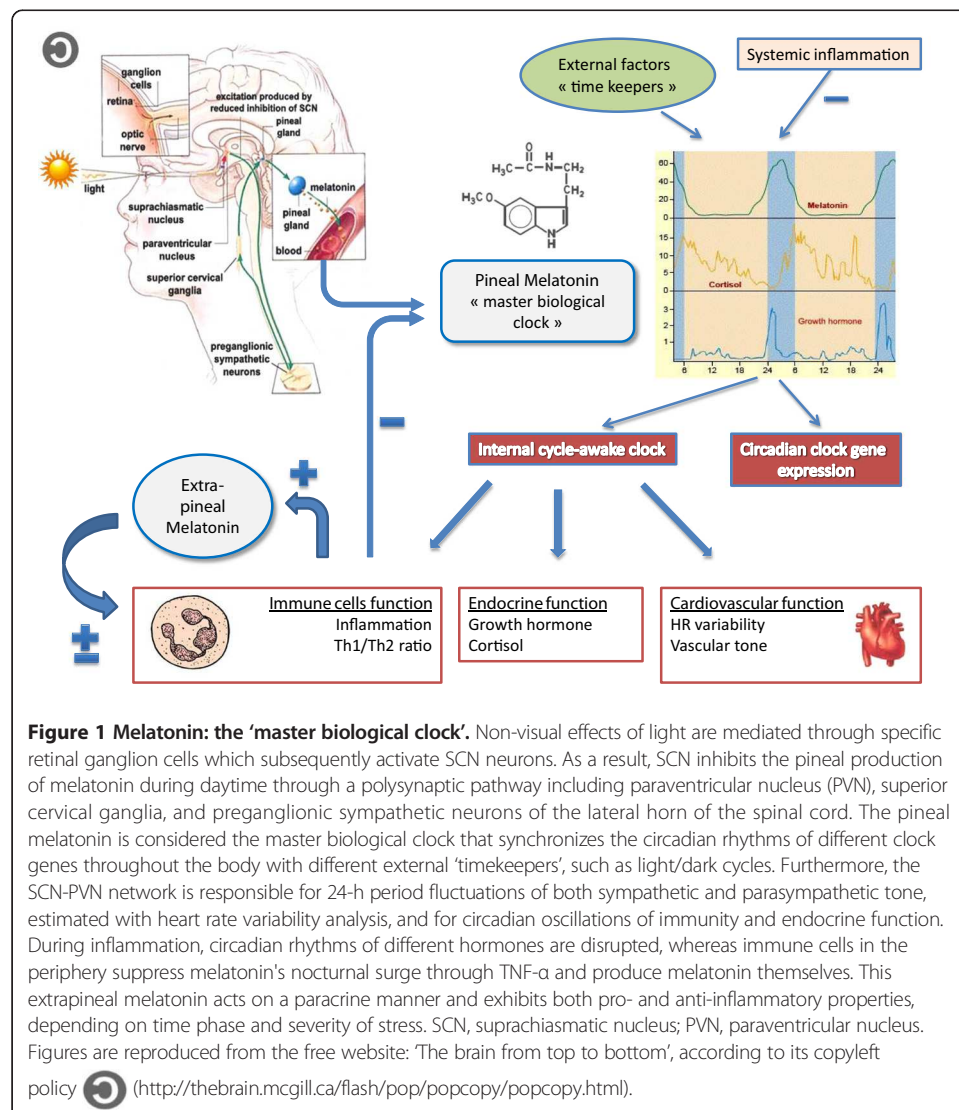 ganglion
cells
retina
optic
nerve
light
excitation produced by
reduced inhibition of SCN
pineal
gland
melatonin
pineal
gland
blood
suprachiasmatic
nucleus
paraventricular
nucleus
superior cervical
ganglia
preganglionic
sympathetic
neurons
External factors
« time keepers »
Systemic inflammation
–
O
H
H₃C—C—N—CH₂
CH₂
H₃CO
N
H
60
40
20
0
Melatonin
15
10
5
0
Cortisol
3
2
1
Growth hormone
6 12 18 24 6 12 18 24
Pineal Melatonin
« master biological
clock »
–
Internal cycle-awake clock
Circadian clock gene
expression
+
Extra-
pineal
Melatonin
±
Immune cells function
Inflammation
Th1/Th2 ratio
Endocrine function
Growth hormone
Cortisol
Cardiovascular function
HR variability
Vascular tone
Figure 1 Melatonin: the ‘master biological clock’. Non-visual effects of light are mediated through specific
retinal ganglion cells which subsequently activate SCN neurons. As a result, SCN inhibits the pineal production
of melatonin during daytime through a polysynaptic pathway including paraventricular nucleus (PVN), superior
cervical ganglia, and preganglionic sympathetic neurons of the lateral horn of the spinal cord. The pineal
melatonin is considered the master biological clock that synchronizes the circadian rhythms of different clock
genes throughout the body with different external ‘timekeepers’, such as light/dark cycles. Furthermore, the
SCN-PVN network is responsible for 24-h period fluctuations of both sympathetic and parasympathetic tone,
estimated with heart rate variability analysis, and for circadian oscillations of immunity and endocrine function.
During inflammation, circadian rhythms of different hormones are disrupted, whereas immune cells in the
periphery suppress melatonin's nocturnal surge through TNF-α and produce melatonin themselves. This
extrapineal melatonin acts on a paracrine manner and exhibits both pro- and anti-inflammatory properties,
depending on time phase and severity of stress. SCN, suprachiasmatic nucleus; PVN, paraventricular nucleus.
Figures are reproduced from the free website: ‘The brain from top to bottom’, according to its copyleft
policy (http://thebrain.mcgill.ca/flash/pop/popcopy/popcopy.html).